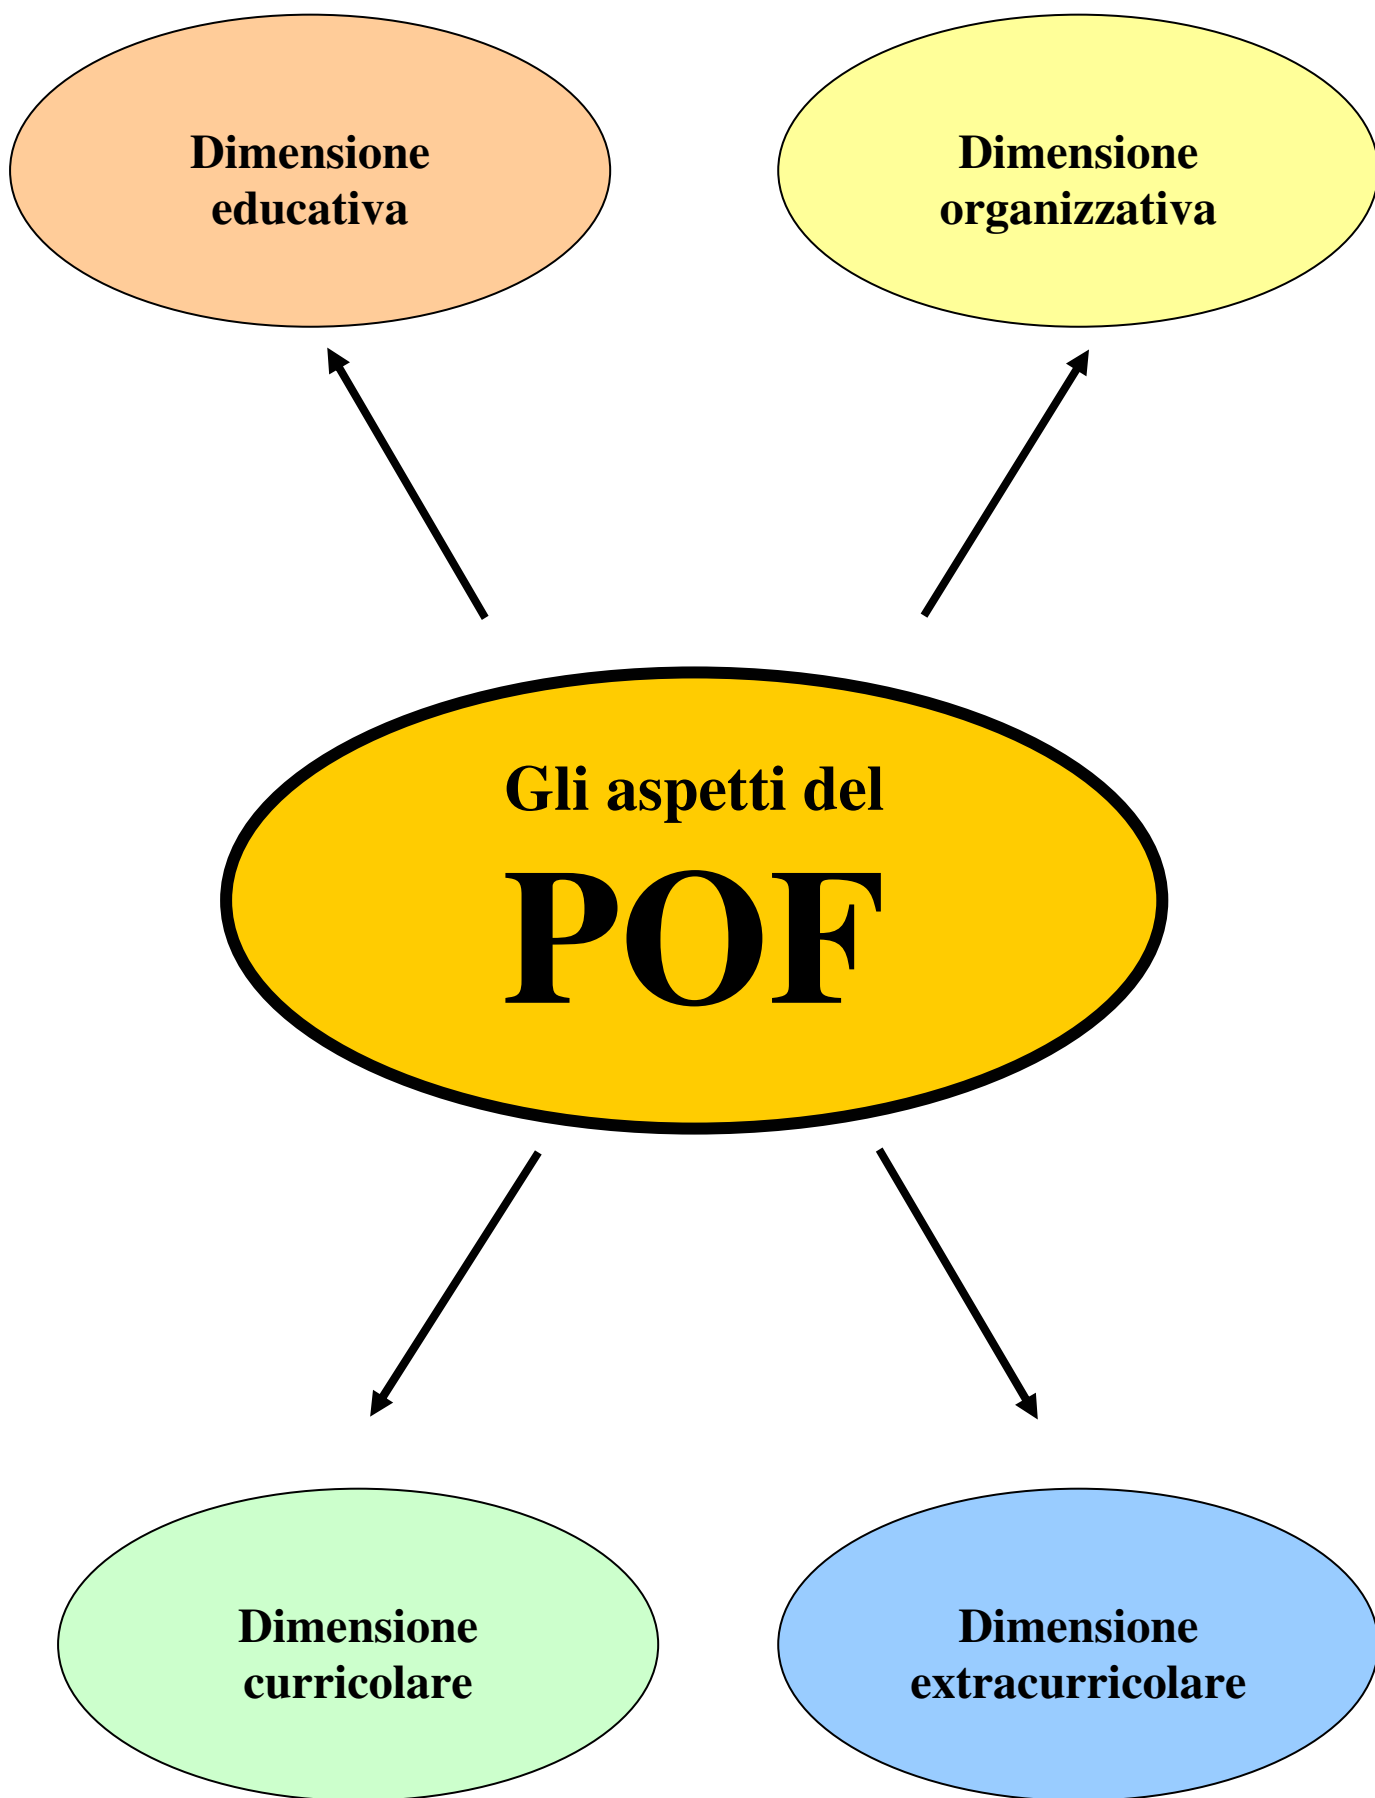 Dimensione
educativa
Dimensione
organizzativa
Gli aspetti del
POF
Dimensione
curricolare
Dimensione
extracurricolare